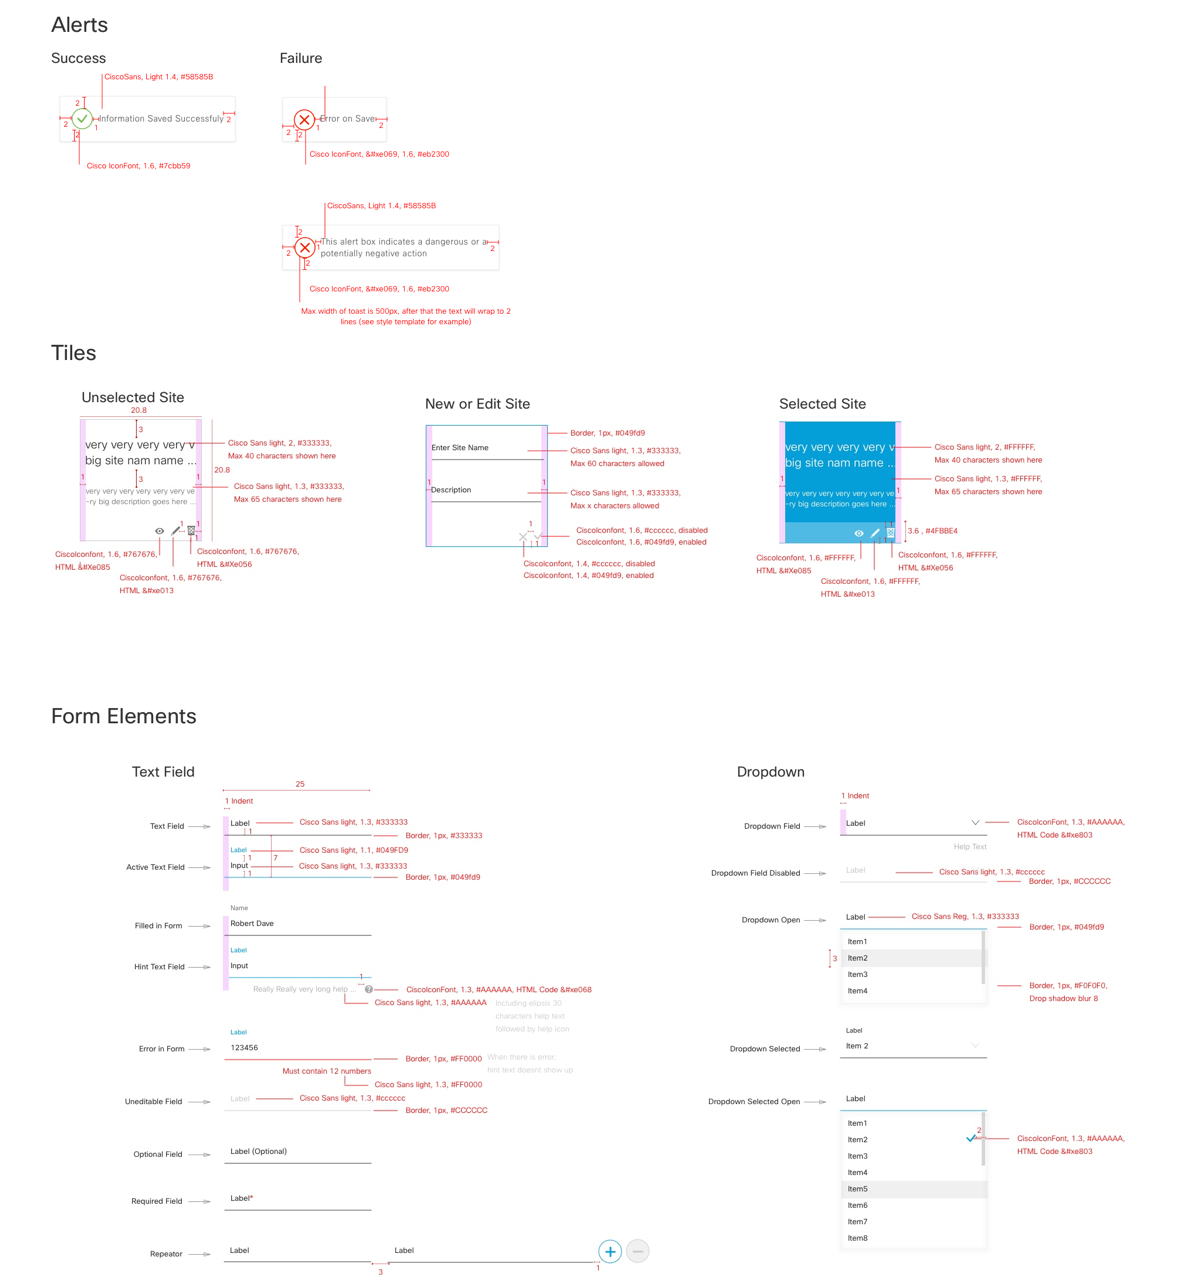 Alerts
Success
Failure
CiscoSans, Light 1.4, #58585B
2
2
Information Saved Successfuly
2
1
2
Cisco IconFont, 1.6, #7cbb59
Error on Save
2
1
2
2
Cisco IconFont, &#xe069, 1.6, #eb2300
CiscoSans, Light 1.4, #58585B
2
This alert box indicates a dangerous or a
potentially negative action
2
1
2
2
Cisco IconFont, &#xe069, 1.6, #eb2300
Max width of toast is 500px, after that the text will wrap to 2
lines (see style template for example)
Tiles
Unselected Site
20.8
3
very very very very v
big site nam name ...
3
1
1
20.8
very very very very very very ve
-ry big description goes here ...
1
1
1
Cisco Sans light, 2, #333333,
Max 40 characters shown here
Cisco Sans light, 1.3, #333333,
Max 65 characters shown here
CiscoIconfont, 1.6, #767676,
HTML &#Xe085
CiscoIconfont, 1.6, #767676,
HTML &#Xe056
CiscoIconfont, 1.6, #767676,
HTML &#xe013
New or Edit Site
Enter Site Name
1
1
Description
1
1
1
Border, 1px, #049fd9
Cisco Sans light, 1.3, #333333,
Max 60 characters allowed
Cisco Sans light, 1.3, #333333,
Max x characters allowed
CiscoIconfont, 1.6, #cccccc, disabled
CiscoIconfont, 1.6, #049fd9, enabled
CiscoIconfont, 1.4, #cccccc, disabled
CiscoIconfont, 1.4, #049fd9, enabled
Selected Site
very very very very v
big site nam name ...
1
1
very very very very very very ve
-ry big description goes here ...
1
Cisco Sans light, 2, #FFFFFF,
Max 40 characters shown here
Cisco Sans light, 1.3, #FFFFFF,
Max 65 characters shown here
3.6 , #4FBBE4
CiscoIconfont, 1.6, #FFFFFF,
HTML &#Xe085
CiscoIconfont, 1.6, #FFFFFF,
HTML &#Xe056
CiscoIconfont, 1.6, #FFFFFF,
HTML &#xe013
Form Elements
Text Field
25
1 Indent
Text Field
Label
1
Cisco Sans light, 1.3, #333333
Border, 1px, #333333
Label
Cisco Sans light, 1.1, #049FD9
1
7
Active Text Field
Input
Cisco Sans light, 1.3, #333333
1
Border, 1px, #049fd9
Name
Filled in Form
Robert Dave
Label
Hint Text Field
Input
1
Really Really very long help ...
?
CiscoIconFont, 1.3, #AAAAAA, HTML Code &#xe068
Cisco Sans light, 1.3, #AAAAAA
Including elipsis 30
characters help text
followed by help icon
Label
Error in Form
123456
Border, 1px, #FF0000
When there is error,
hint text doesnt show up
Must contain 12 numbers
Cisco Sans light, 1.3, #FF0000
Uneditable Field
Label
Cisco Sans light, 1.3, #cccccc
Border, 1px, #CCCCCC
Optional Field
Label (Optional)
Required Field
Label*
Repeator
Label
Label
3
1
Dropdown
1 Indent
Dropdown Field
Label
CiscoIconFont, 1.3, #AAAAAA,
HTML Code &#xe803
Help Text
Dropdown Field Disabled
Label
Cisco Sans light, 1.3, #cccccc
Border, 1px, #CCCCCC
Dropdown Open
Label
Cisco Sans Reg, 1.3, #333333
Border, 1px, #049fd9
Item1
3
Item2
Item3
Item4
Border, 1px, #F0F0F0,
Drop shadow blur 8
Label
Dropdown Selected
Item 2
Dropdown Selected Open
Label
Item1
Item2
2
CiscoIconFont, 1.3, #AAAAAA,
HTML Code &#xe803
Item3
Item4
Item5
Item6
Item7
Item8